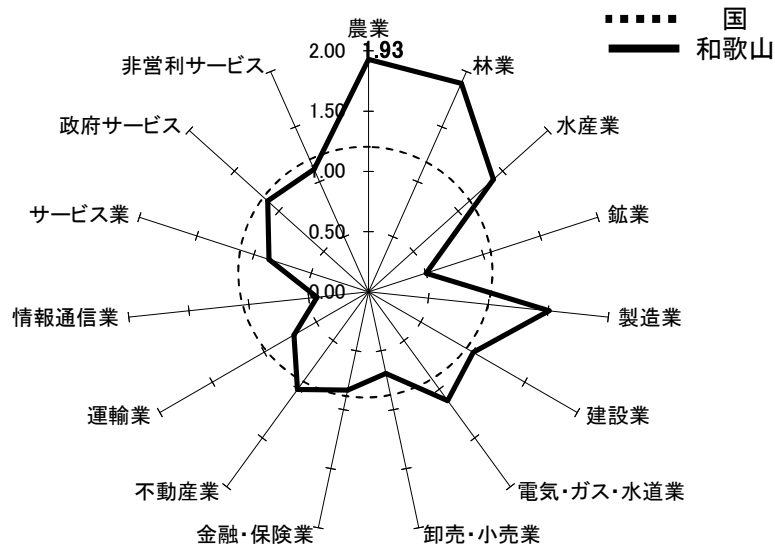 国
和歌山
農業
2.00
1.93
非営利サービス
林業
政府サービス
1.50
水産業
1.00
サービス業
鉱業
0.50
情報通信業
0.00
製造業
運輸業
建設業
不動産業
電気・ガス・水道業
金融・保険業
卸売・小売業